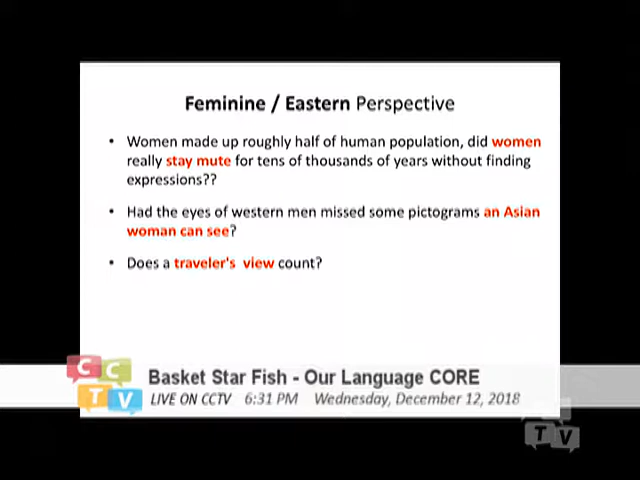 Feminine / Eastern Perspective
• Women made up roughly half of human population, did women
really stay mute for tens of thousands of years without finding
expressions??
• Had the eyes of western men missed some pictograms an Asian
woman can see?
• Does a traveler's view count?
CC
TV
Basket Star Fish - Our Language CORE
LIVE ON CCTV 6:31 PM Wednesday, December 12, 2018
TV